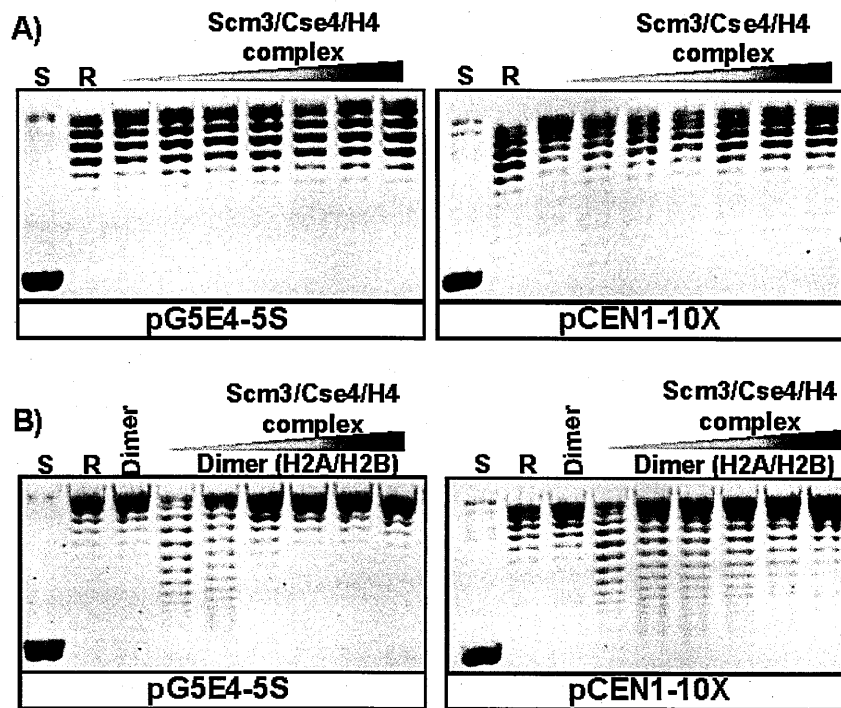 A)
Scm3/Cse4/H4
complex
S R
pG5E4-5S
Scm3/Cse4/H4
complex
S R
pCEN1-10X
B)
Scm3/Cse4/H4
complex
S R Dimer Dimer (H2A/H2B)
pG5E4-5S
Scm3/Cse4/H4
complex
S R Dimer Dimer (H2A/H2B)
pCEN1-10X